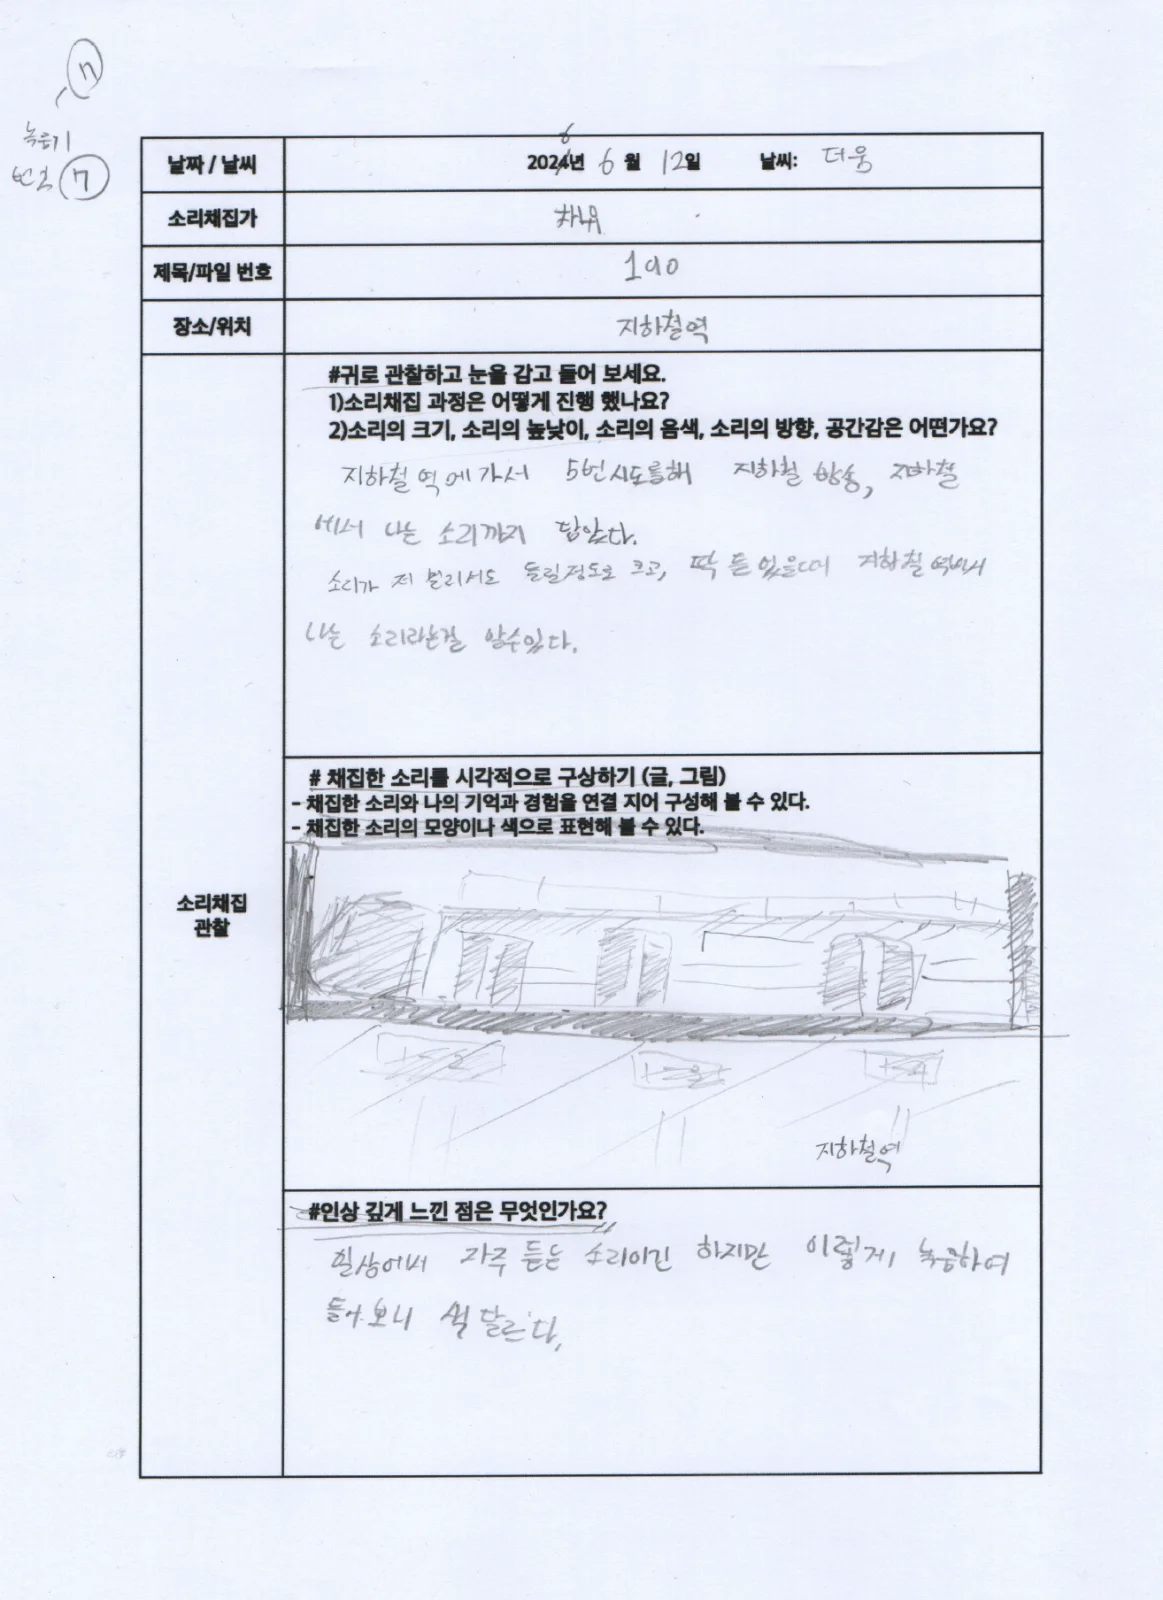 7
녹음기
번호 7
날짜 / 날씨
2024년 6월 12일 날씨: 더움
소리채집가
제목/파일 번호
190
장소/위치
지하철역
#귀로 관찰하고 눈을 감고 들어 보세요.
1)소리채집 과정은 어떻게 진행 했나요?
2)소리의 크기, 소리의 높낮이, 소리의 음색, 소리의 방향, 공간감은 어떤가요?
지하철 역에가서 5번시도를해 지하철 방송, 지하철
에서 나는 소리까지 담았다.
소리가 저 멀리서도 들릴정도로 크고, 딱 듣 있을때 지하철 역에서
나는 소리라는걸 알수있다.
소리채집
관찰
# 채집한 소리를 시각적으로 구상하기 (글, 그림)
- 채집한 소리와 나의 기억과 경험을 연결 지어 구성해 볼 수 있다.
- 채집한 소리의 모양이나 색으로 표현해 볼 수 있다.
지하철역
#인상 깊게 느낀 점은 무엇인가요?
일상에서 자주 듣는 소리이긴 하지만 이렇게 녹음하여
들어보니 색 달르다.